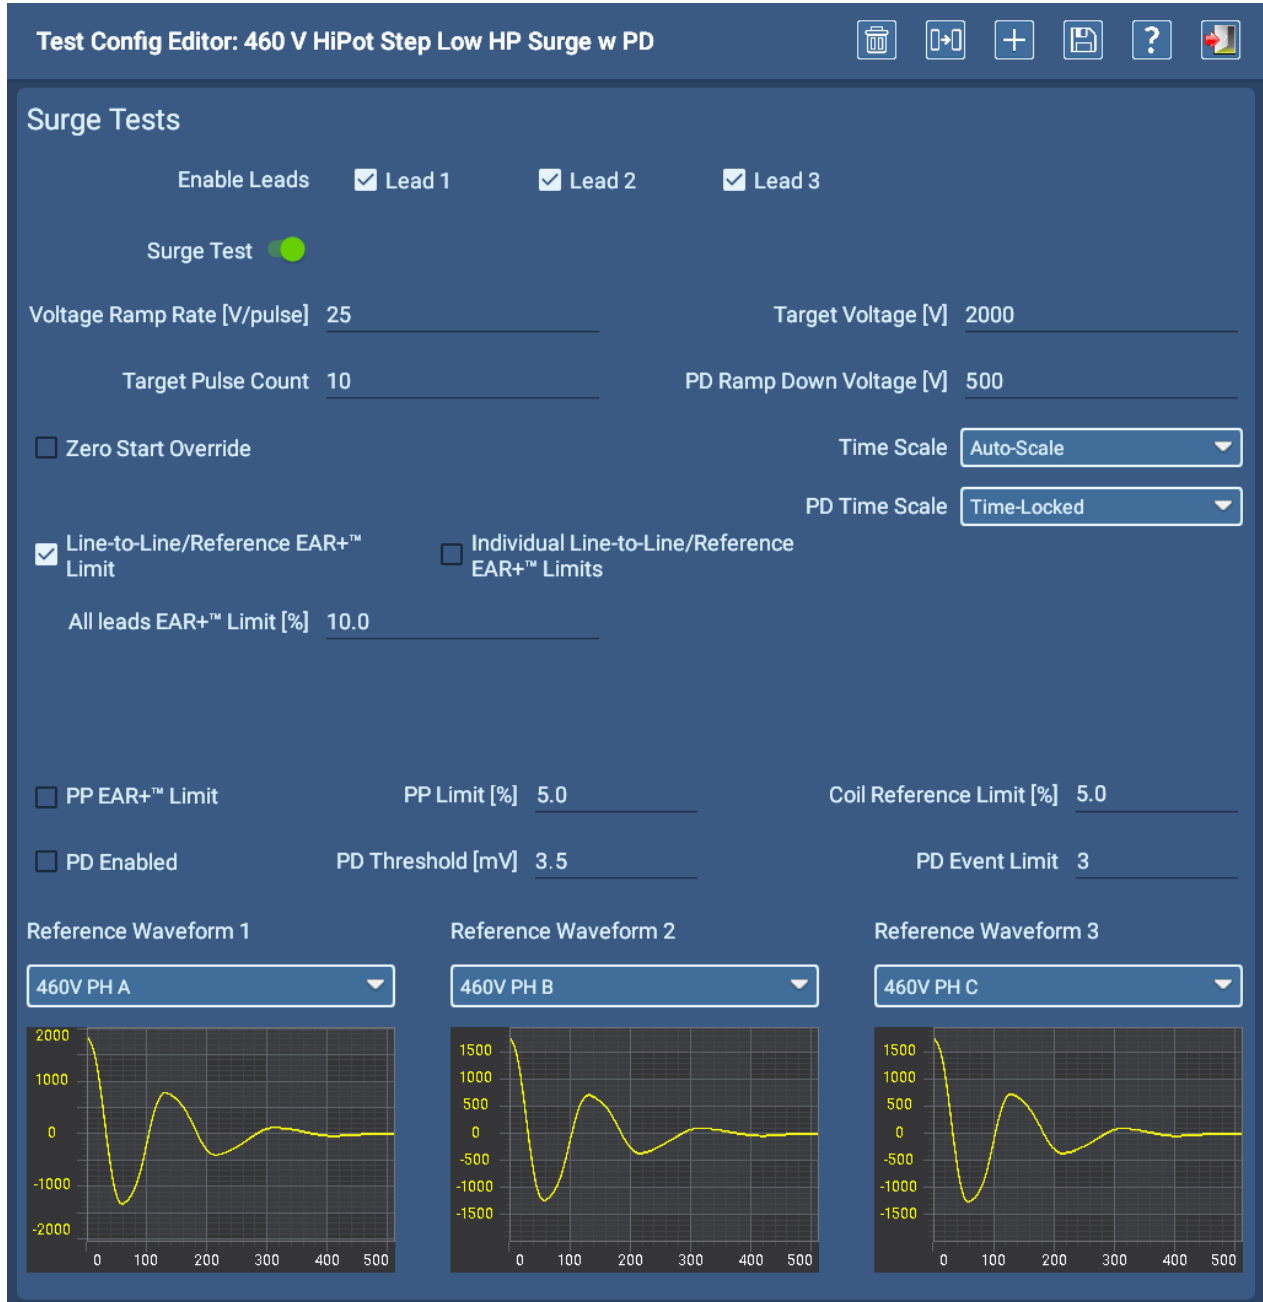 Test Config Editor: 460 V HiPot Step Low HP Surge w PD
?
Surge Tests
Enable Leads Lead 1 Lead 2 Lead 3
Surge Test
Voltage Ramp Rate [V/pulse] 25 Target Voltage [V] 2000
Target Pulse Count 10 PD Ramp Down Voltage [V] 500
Zero Start Override Time Scale Auto-Scale
PD Time Scale Time-Locked
Line-to-Line/Reference EAR+™ Limit
Individual Line-to-Line/Reference EAR+™ Limits
All leads EAR+™ Limit [%] 10.0
PP EAR+™ Limit PP Limit [%] 5.0 Coil Reference Limit [%] 5.0
PD Enabled PD Threshold [mV] 3.5 PD Event Limit 3
Reference Waveform 1 Reference Waveform 2 Reference Waveform 3
460V PH A 460V PH B 460V PH C
2000
1000
0
-1000
-2000
0 100 200 300 400 500
1500
1000
500
0
-500
-1000
-1500
0 100 200 300 400 500
1500
1000
500
0
-500
-1000
-1500
0 100 200 300 400 500